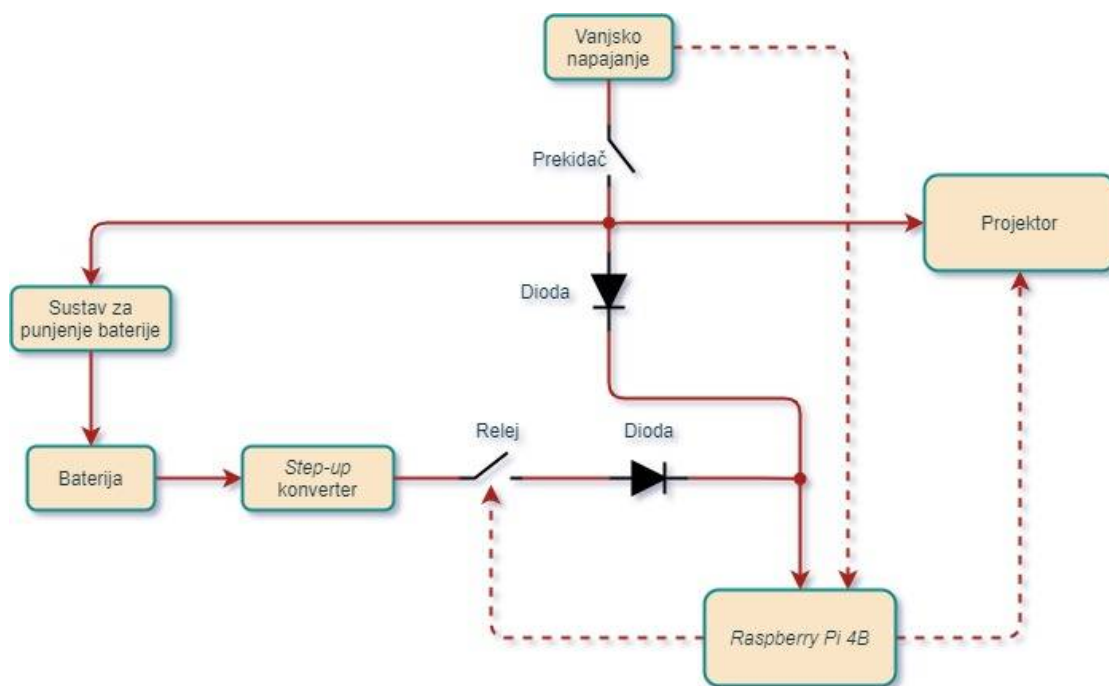 Vanjsko
napajanje
Prekidač
Projektor
Dioda
Sustav za
punjenje baterije
Relej
Dioda
Baterija
Step-up
konverter
Raspberry Pi 4B